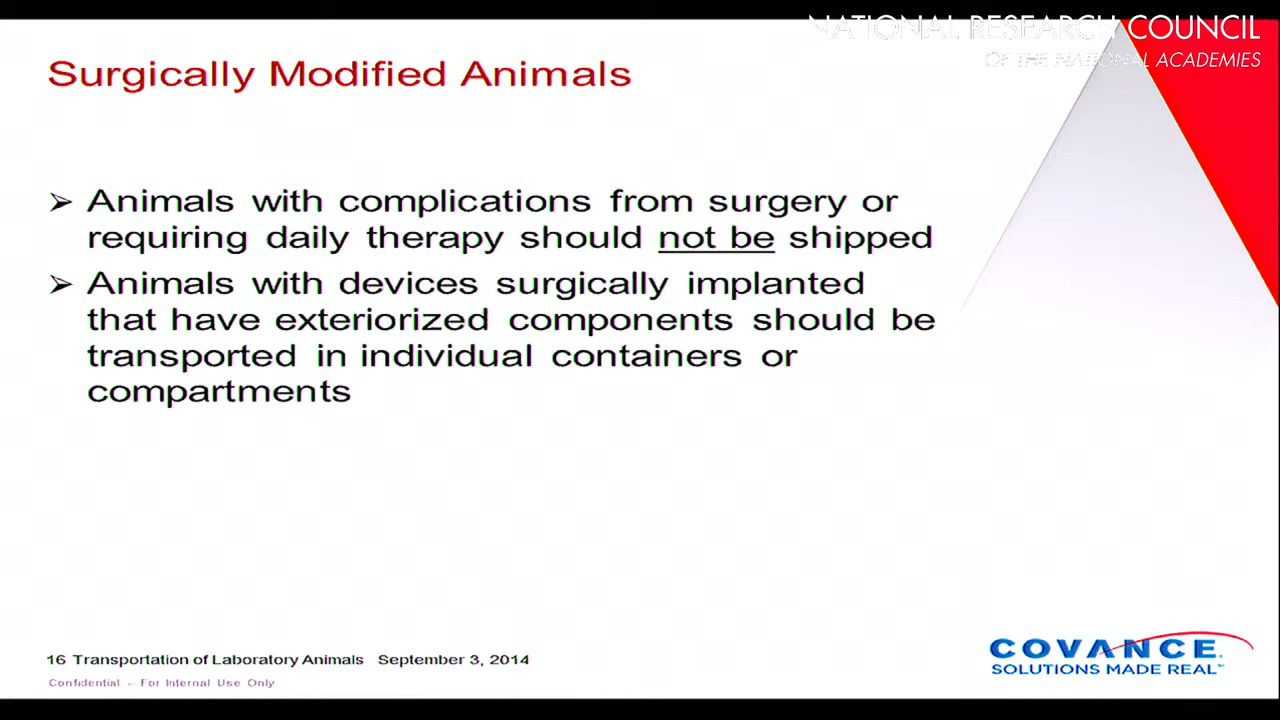 NATIONAL RESEARCH COUNCIL
OF THE NATIONAL ACADEMIES
Surgically Modified Animals
➢ Animals with complications from surgery or
requiring daily therapy should not be shipped
➢ Animals with devices surgically implanted
that have exteriorized components should be
transported in individual containers or
compartments
16 Transportation of Laboratory Animals September 3, 2014
Confidential – For Internal Use Only
COVANCE.
SOLUTIONS MADE REAL™